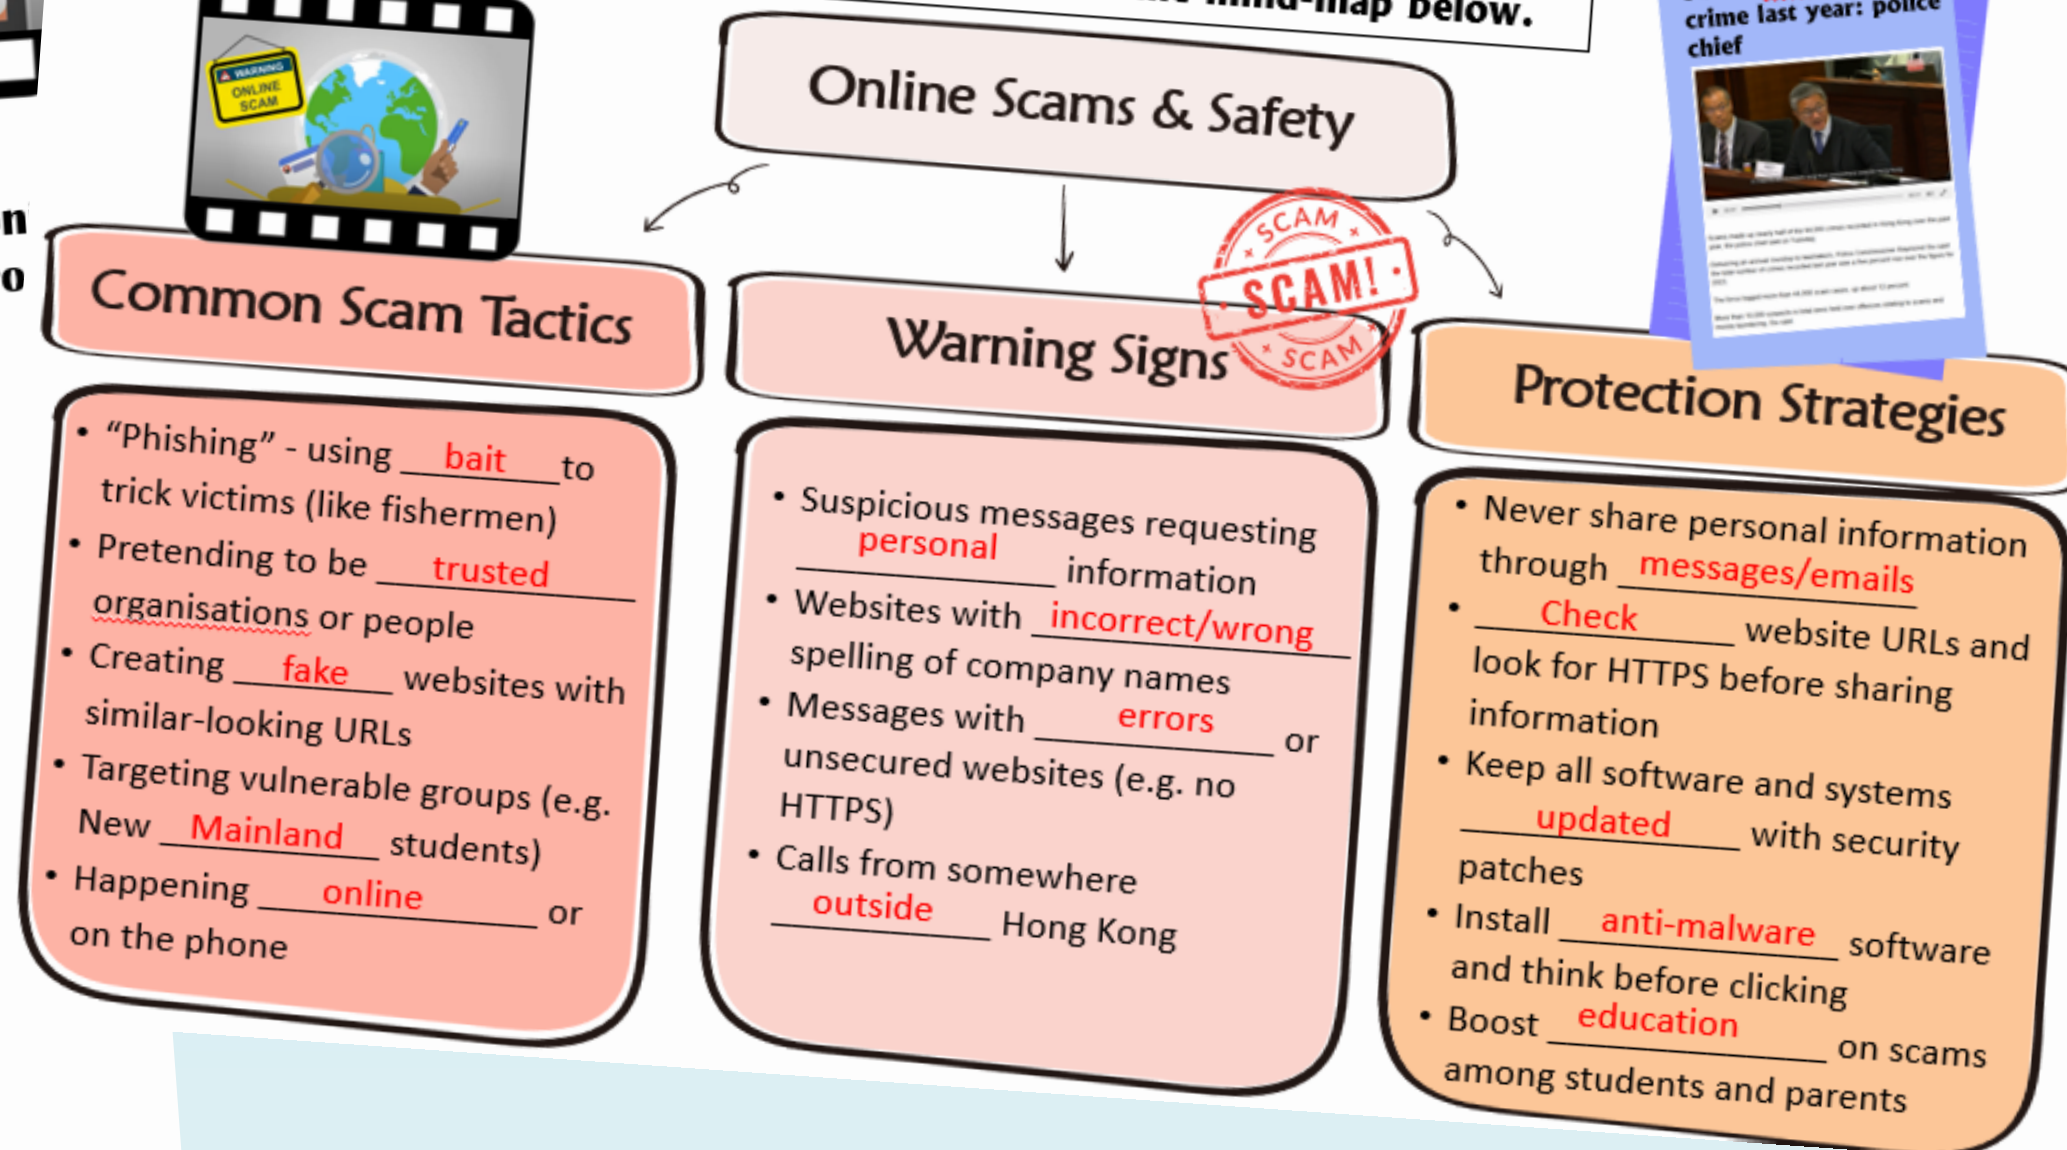 mind-map below.
crime last year: police
chief
WARNING
ONLINE
SCAM
Online Scams & Safety
n
o
SCAM
SCAM!
SCAM
Common Scam Tactics
Warning Signs
Protection Strategies
• “Phishing” - using bait to
trick victims (like fishermen)
• Pretending to be trusted
organisations or people
• Creating fake websites with
similar-looking URLs
• Targeting vulnerable groups (e.g.
New Mainland students)
• Happening online or
on the phone
• Suspicious messages requesting
personal information
• Websites with incorrect/wrong
spelling of company names
• Messages with errors or
unsecured websites (e.g. no
HTTPS)
• Calls from somewhere
outside Hong Kong
• Never share personal information
through messages/emails
• Check website URLs and
look for HTTPS before sharing
information
• Keep all software and systems
updated with security
patches
• Install anti-malware software
and think before clicking
• Boost education on scams
among students and parents